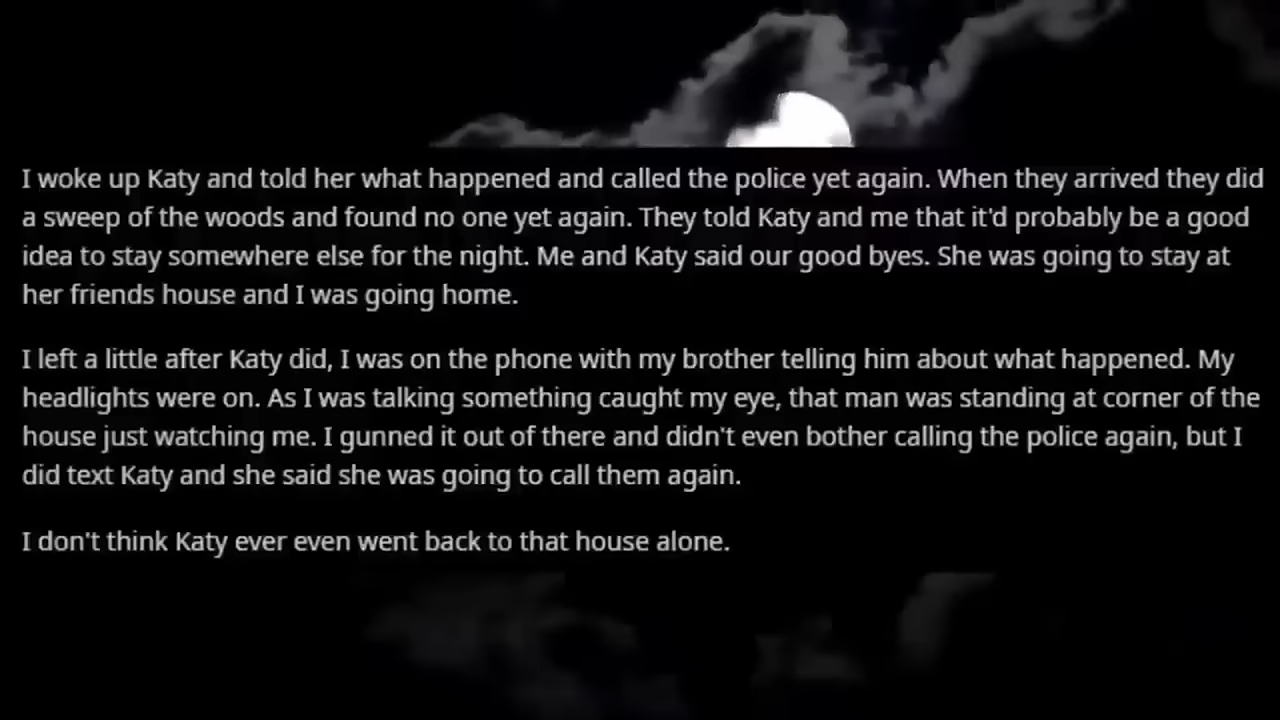 I woke up Katy and told her what happened and called the police yet again. When they arrived they did
a sweep of the woods and found no one yet again. They told Katy and me that it'd probably be a good
idea to stay somewhere else for the night. Me and Katy said our good byes. She was going to stay at
her friends house and I was going home.
I left a little after Katy did, I was on the phone with my brother telling him about what happened. My
headlights were on. As I was talking something caught my eye, that man was standing at corner of the
house just watching me. I gunned it out of there and didn't even bother calling the police again, but I
did text Katy and she said she was going to call them again.
I don't think Katy ever even went back to that house alone.